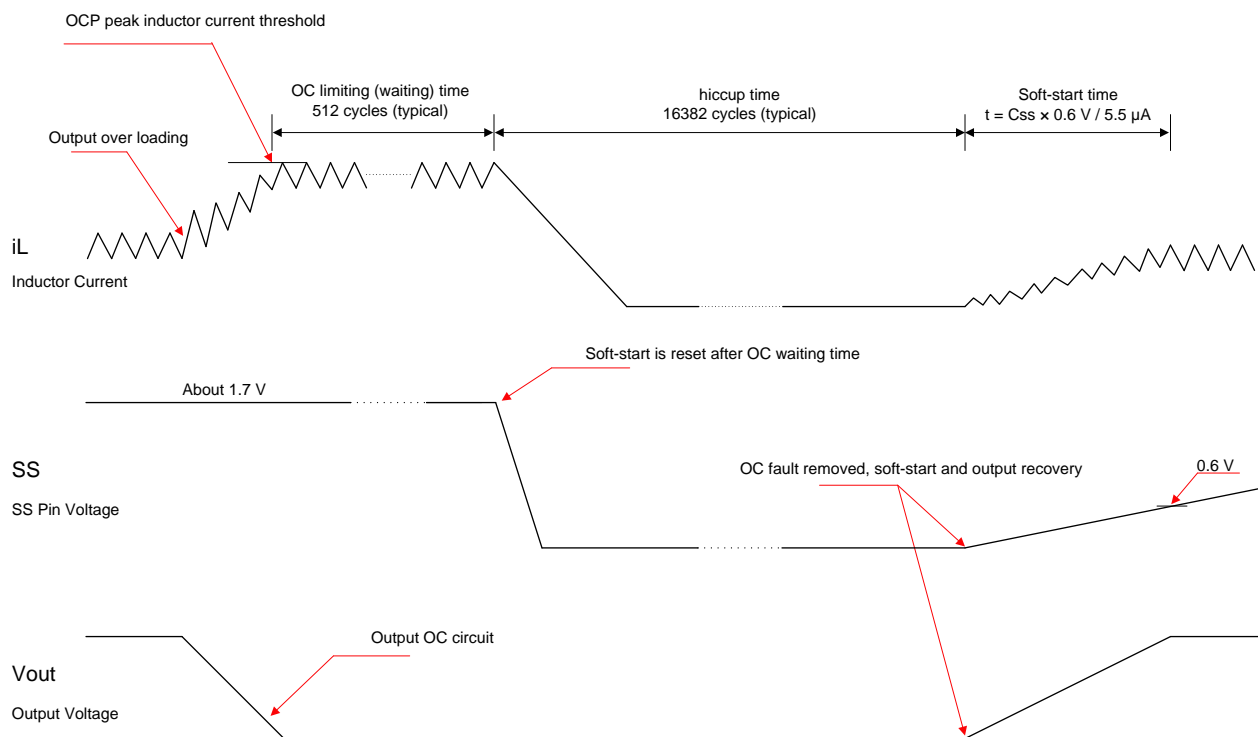 OCP peak inductor current threshold
OC limiting (waiting) time
512 cycles (typical)
hiccup time
16382 cycles (typical)
Soft-start time
t = Css × 0.6 V / 5.5 µA
Output over loading
iL
Inductor Current
Soft-start is reset after OC waiting time
About 1.7 V
SS
SS Pin Voltage
OC fault removed, soft-start and output recovery
0.6 V
Output OC circuit
Vout
Output Voltage